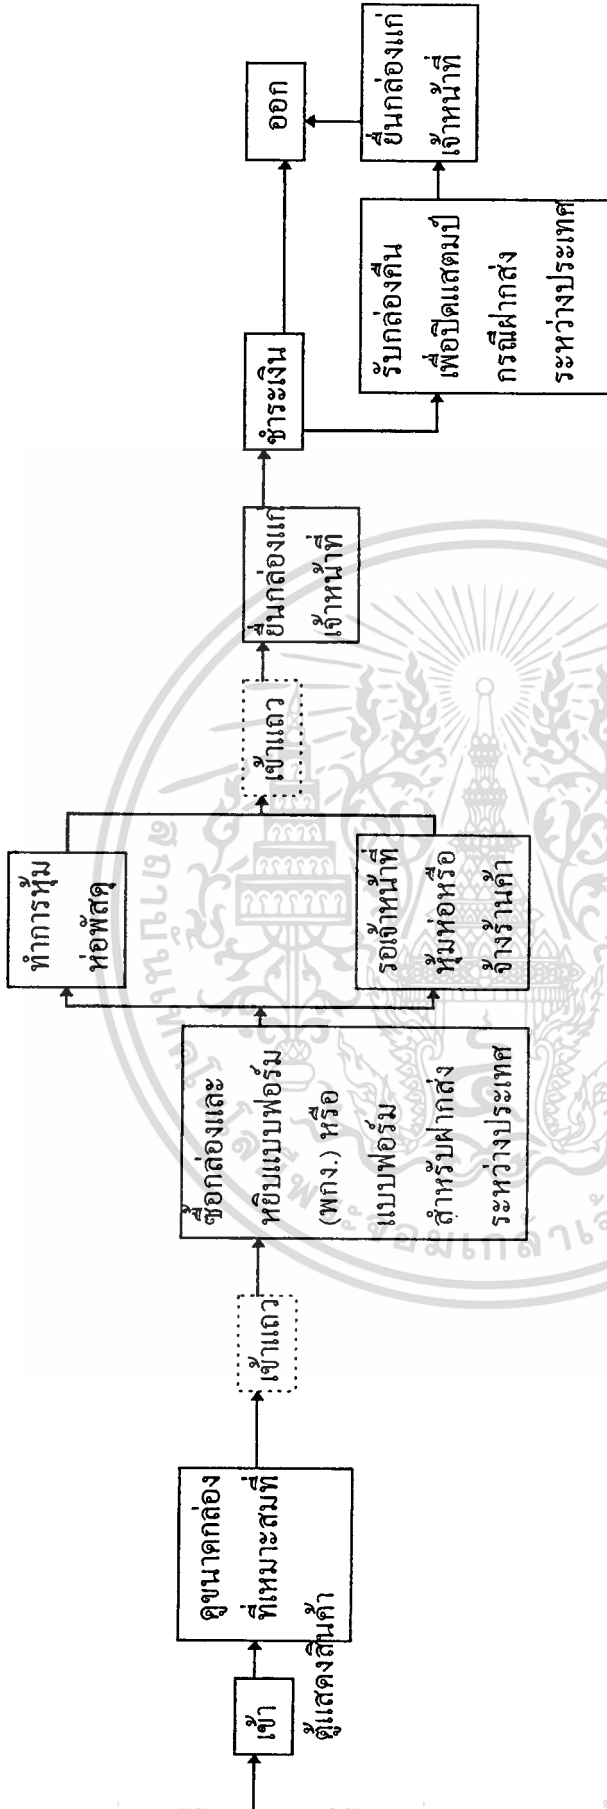 เข้า
ดูขนาดกล่อง
ที่เหมาะสมที่
ตู้แสดงสินค้า
เข้าแถว
ซื้อกล่องและ
หยิบแบบฟอร์ม
(พกง.) หรือ
แบบฟอร์ม
สำหรับฝากส่ง
ระหว่างประเทศ
ทำการหุ้ม
ห่อพัสดุ
รอเจ้าหน้าที่
หุ้มห่อหรือ
จ้างร้านค้า
เข้าแถว
ยื่นกล่องแก่
เจ้าหน้าที่
ชำระเงิน
รับกล่องคืน
เพื่อปิดแสตมป์
กรณีฝากส่ง
ระหว่างประเทศ
ยื่นกล่องแก่
เจ้าหน้าที่
ออก